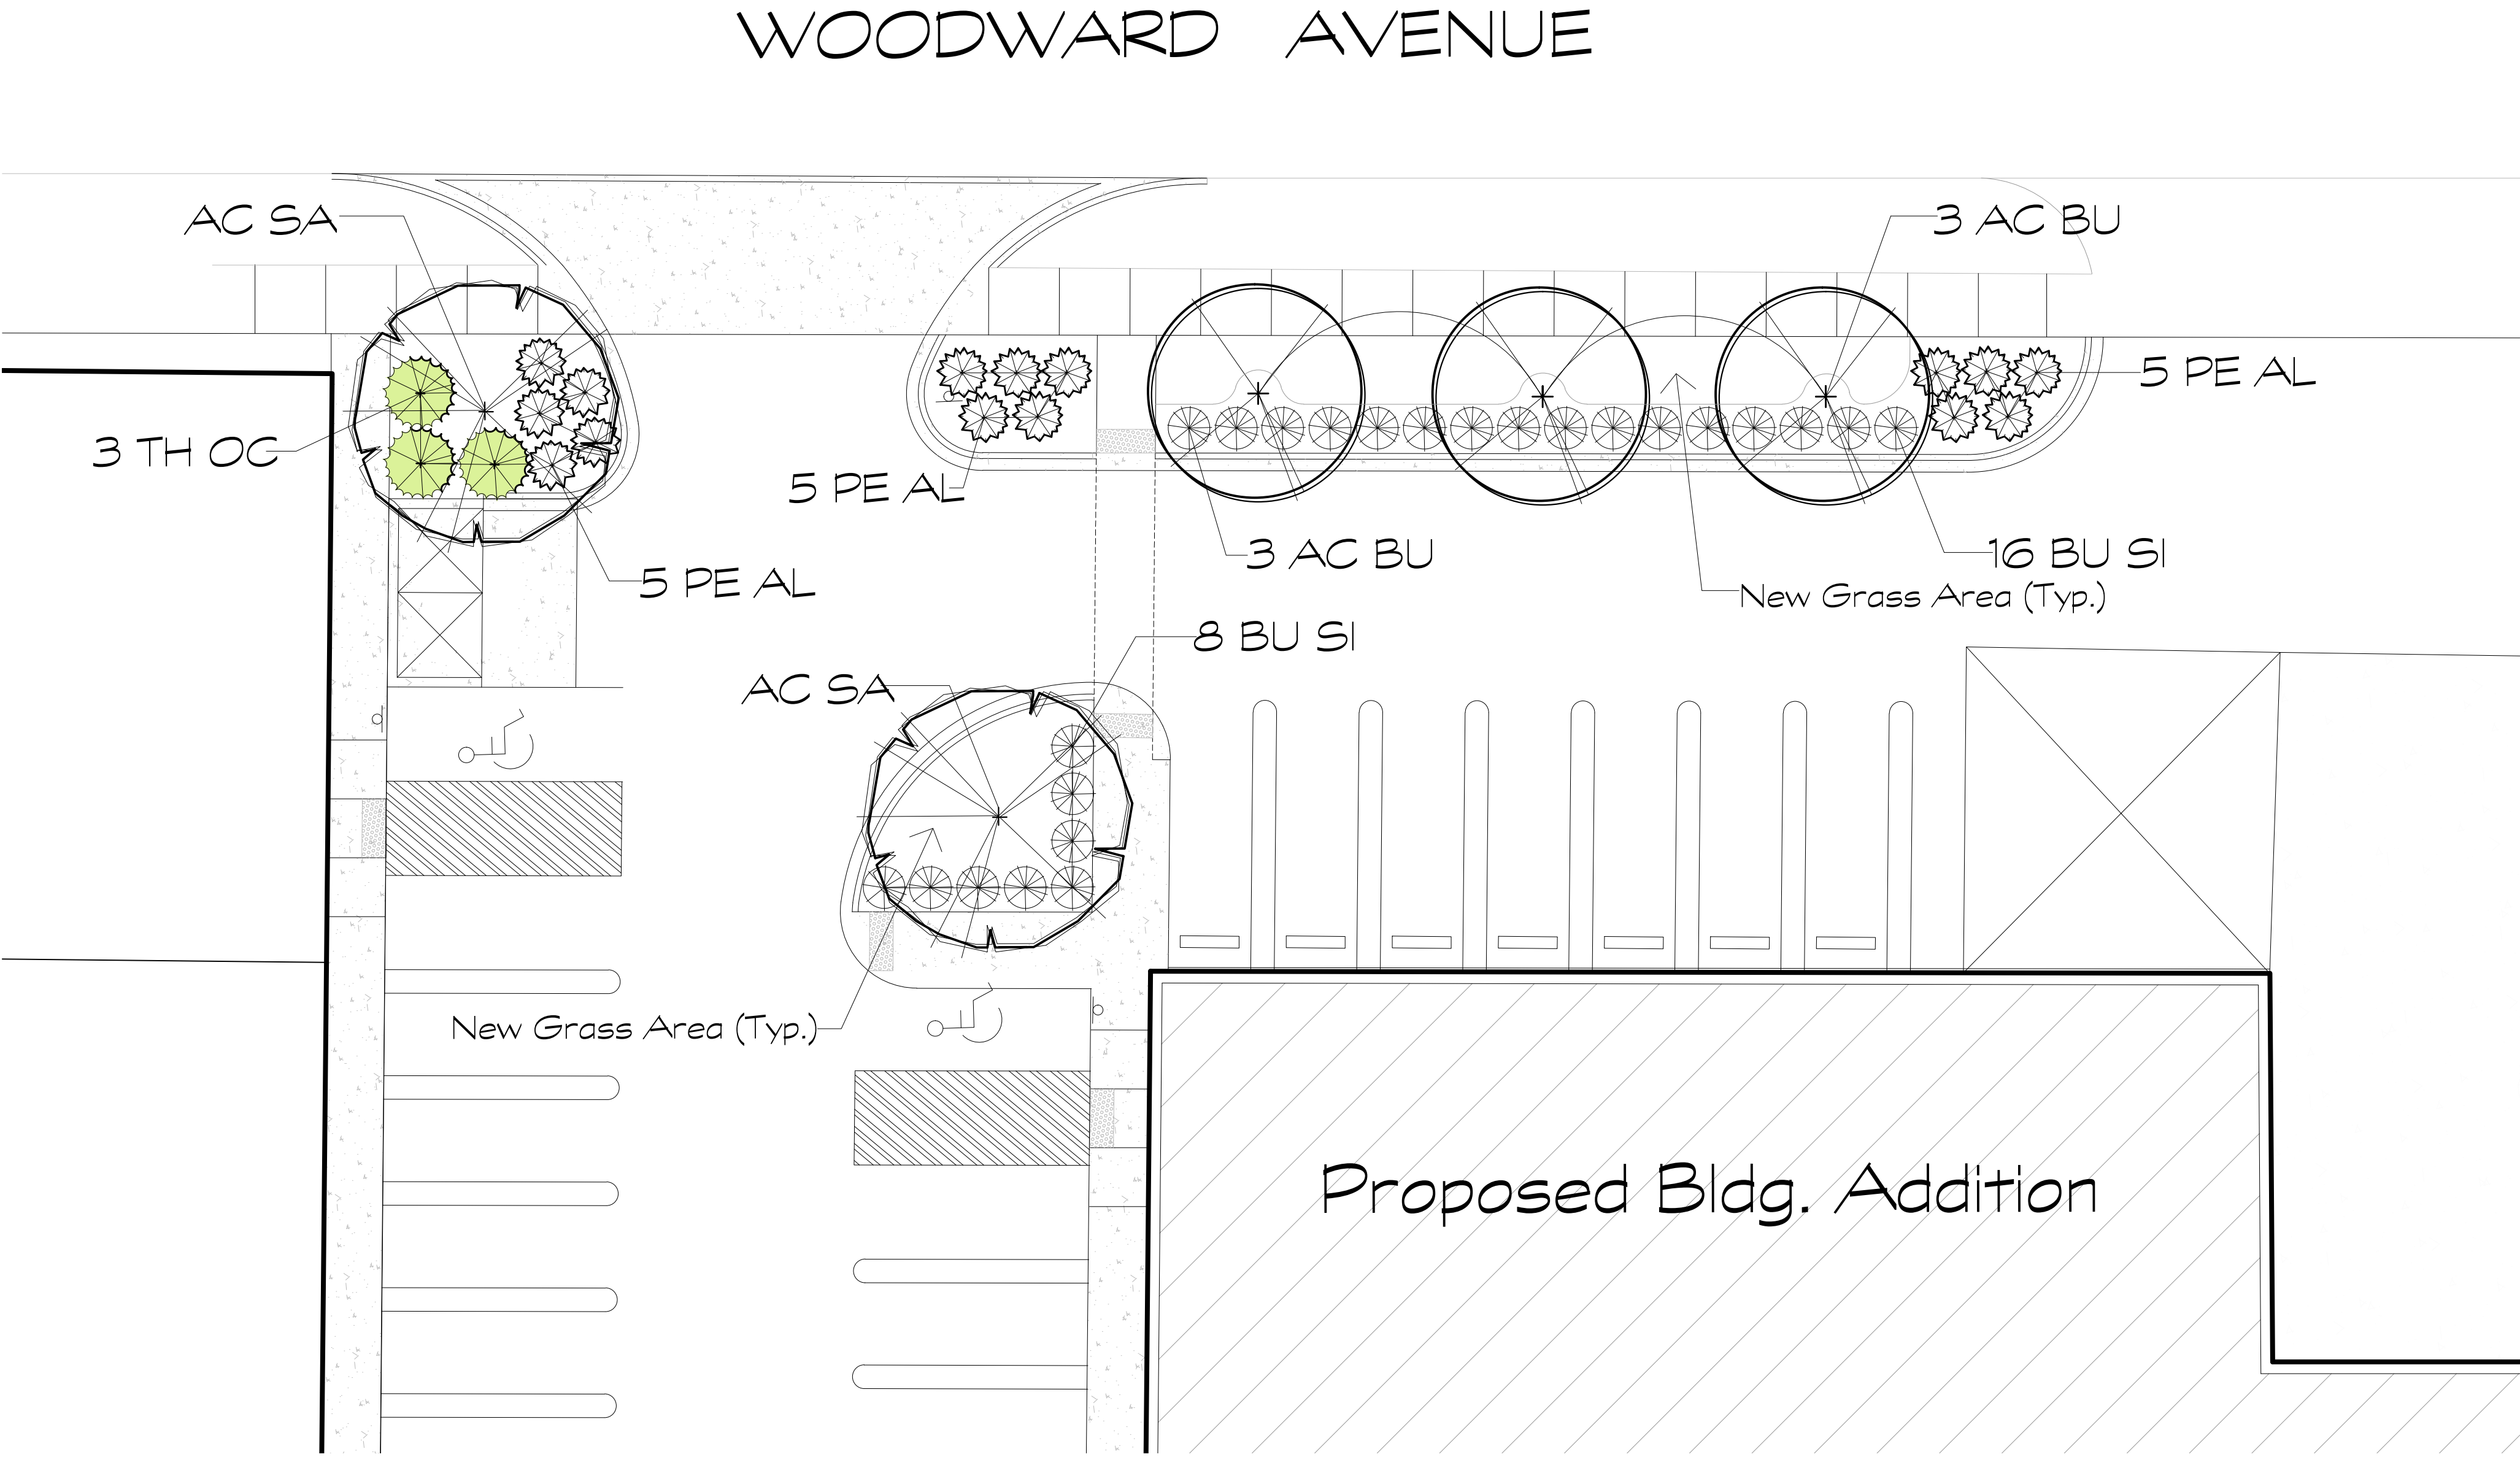 WOODWARD AVENUE
AC SA
3 AC BU
5 PE AL
3 TH OC
5 PE AL
3 AC BU
16 BU SI
5 PE AL
New Grass Area (Typ.)
8 BU SI
AC SA
New Grass Area (Typ.)
Proposed Bldg. Addition